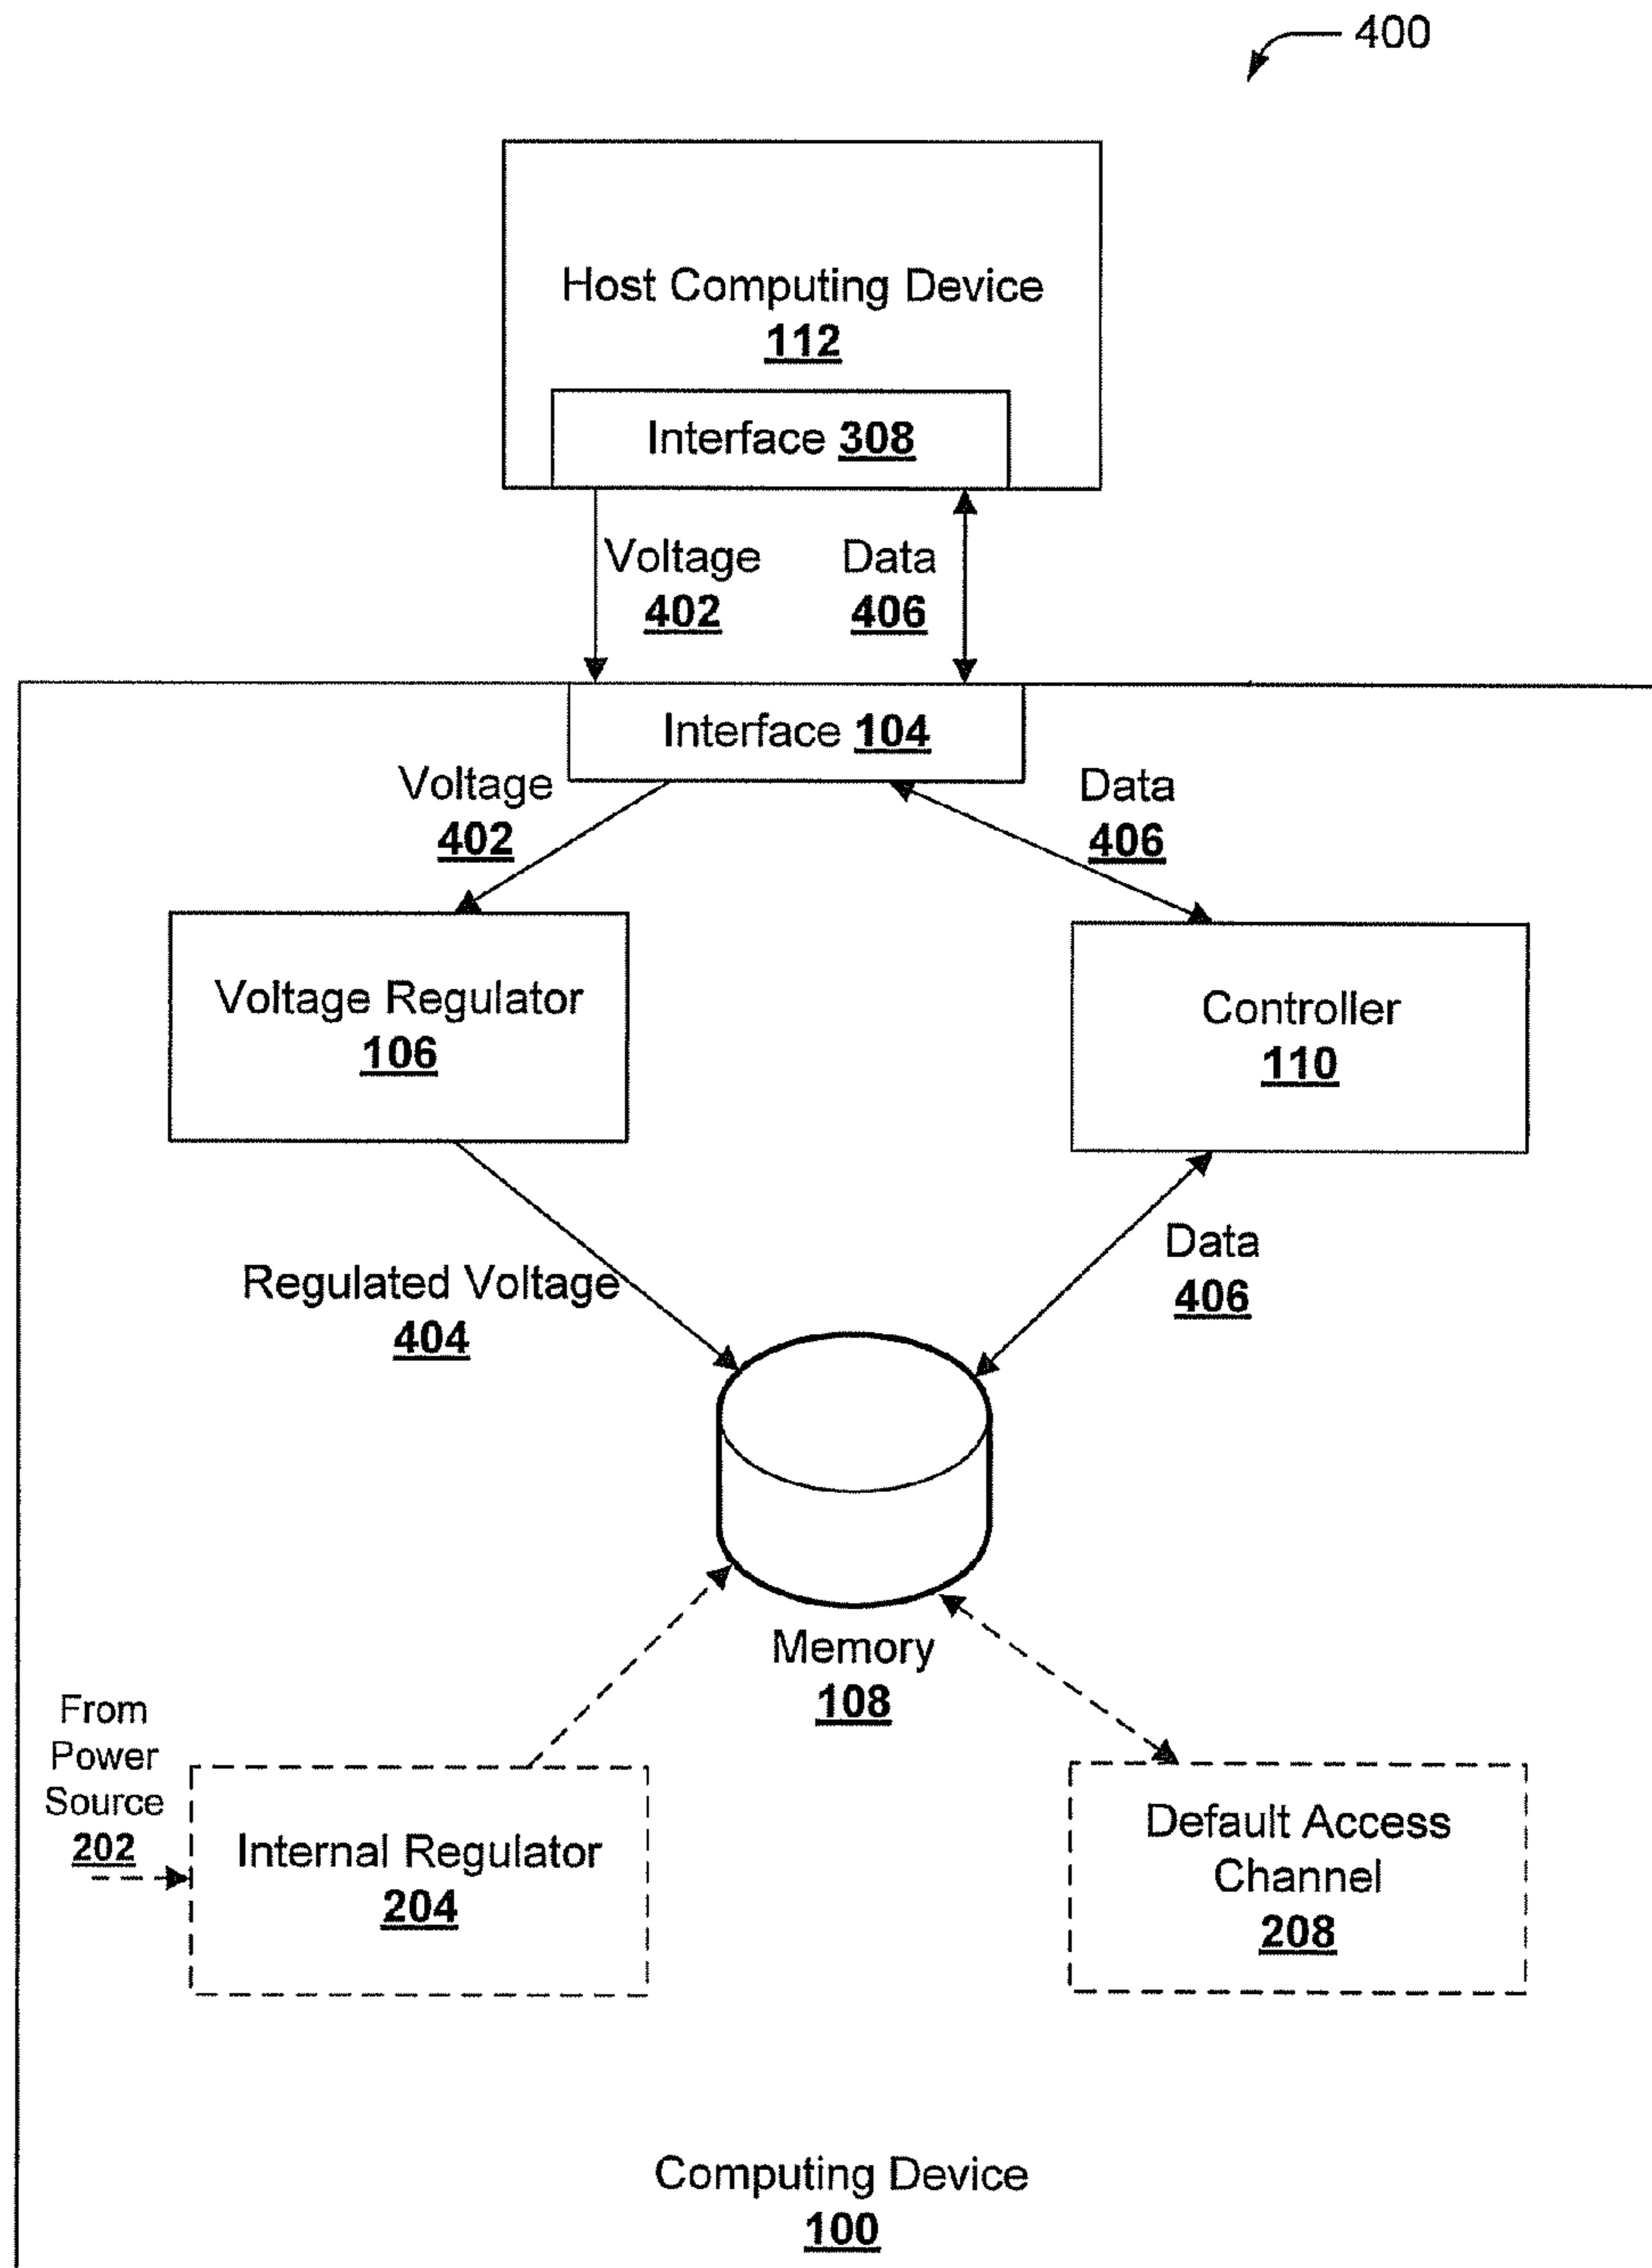 400
Host Computing Device
112
Interface 308
Voltage
402
Data
406
Interface 104
Voltage
402
Data
406
Voltage Regulator
106
Controller
110
Regulated Voltage
404
Data
406
Memory
108
From
Power
Source
202
Internal Regulator
204
Default Access
Channel
208
Computing Device
100